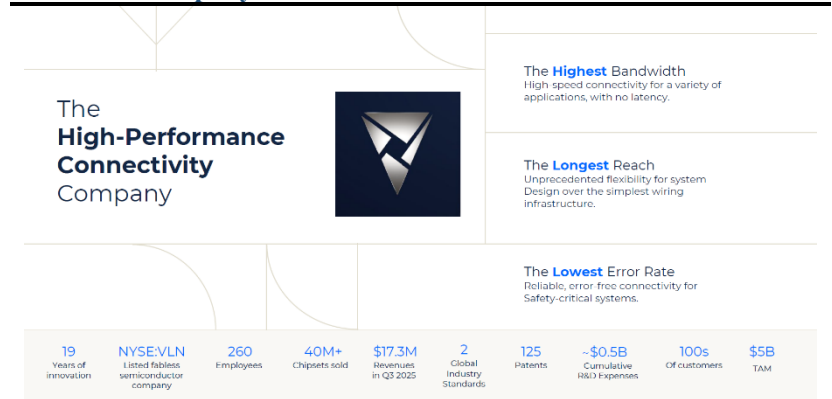 The
High-Performance
Connectivity
Company
The Highest Bandwidth
High-speed connectivity for a variety of
applications, with no latency.
The Longest Reach
Unprecedented flexibility for system
Design over the simplest wiring
infrastructure.
The Lowest Error Rate
Reliable, error-free connectivity for
Safety-critical systems.
19
Years of
innovation
NYSE:VLN
Listed fabless
semiconductor
company
260
Employees
40M+
Chipsets sold
$17.3M
Revenues
in Q3 2025
2
Global
Industry
Standards
125
Patents
~$0.5B
Cumulative
R&D Expenses
100s
Of customers
$5B
TAM